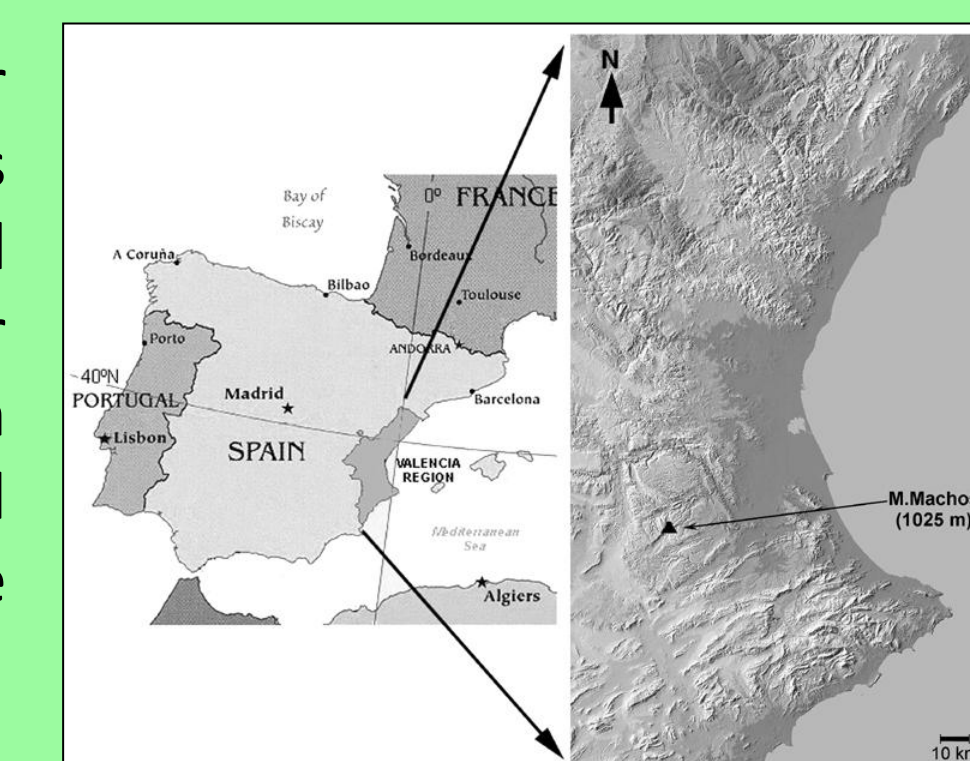 N
Bay of
Biscay
0º FRANCE
A Coruña
Bordeaux
Bilbao
Toulouse
Porto
ANDORRA
40ºN
PORTUGAL
Madrid
Barcelona
Lisbon
SPAIN
VALENCIA
REGION
M.Machos
(1025 m)
Mediterranean
Sea
Algiers
10 km